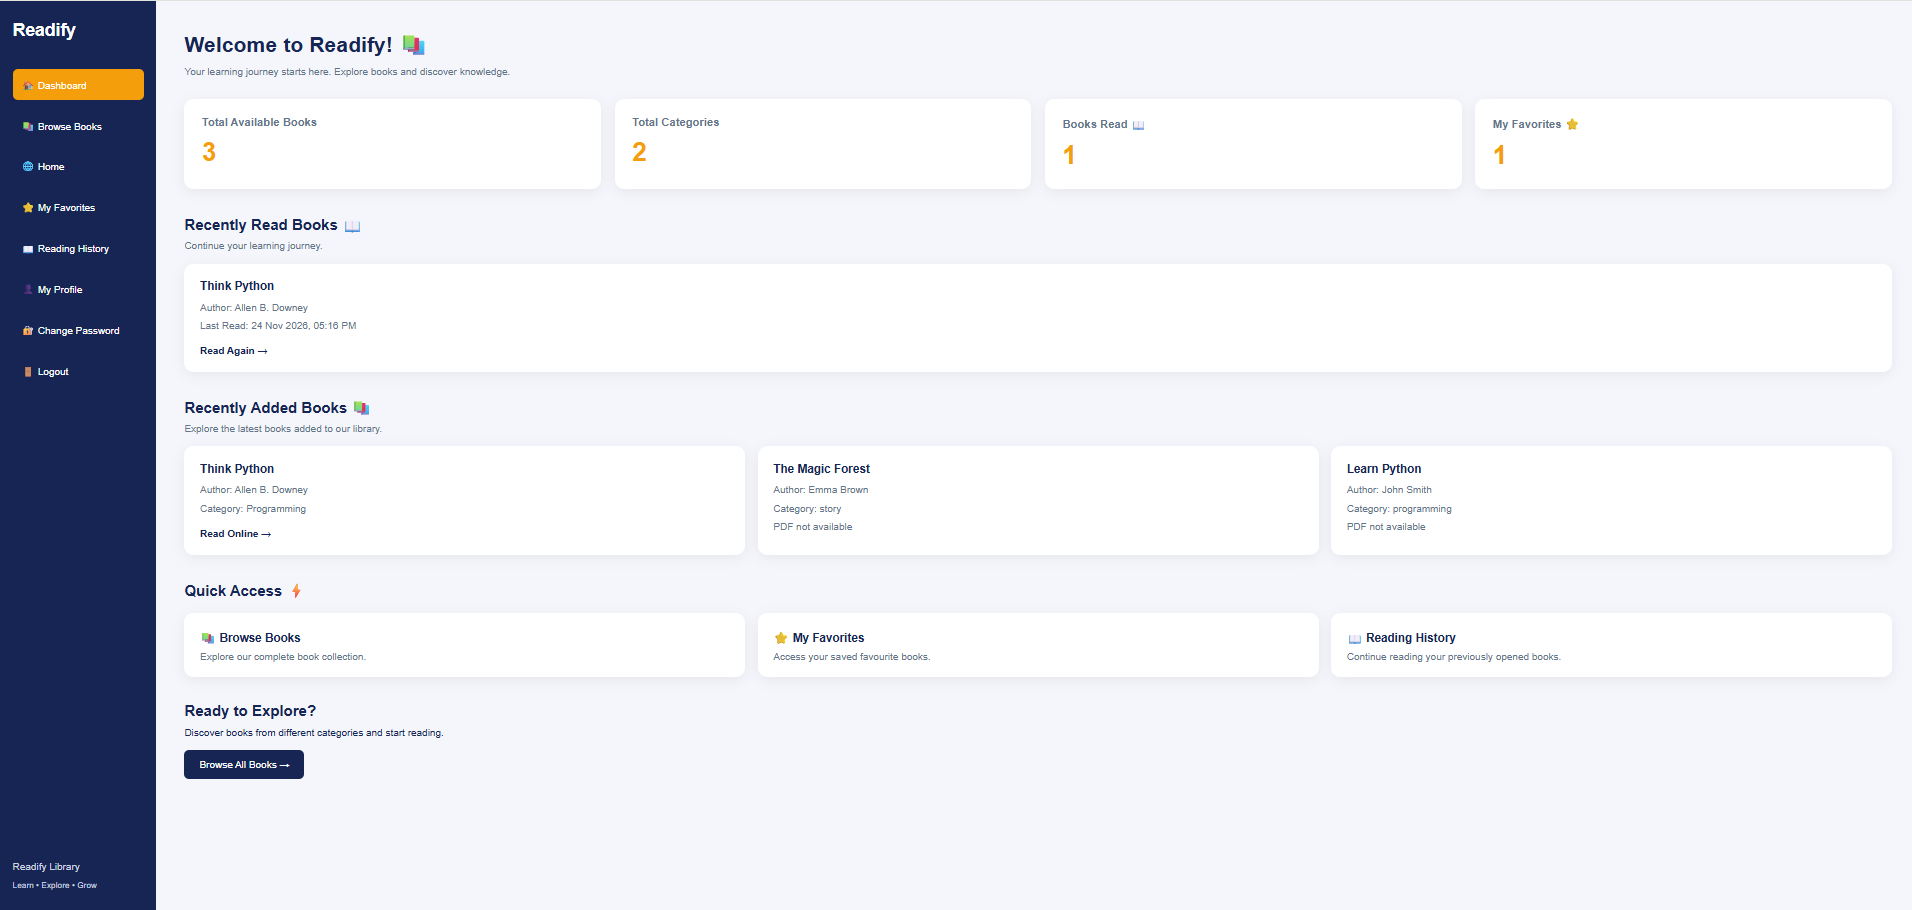 Readify
Dashboard
Browse Books
Home
My Favorites
Reading History
My Profile
Change Password
Logout
Readify Library
Learn • Explore • Grow
Welcome to Readify!
Your learning journey starts here. Explore books and discover knowledge.
Total Available Books
3
Total Categories
2
Books Read
1
My Favorites
1
Recently Read Books
Continue your learning journey.
Think Python
Author: Allen B. Downey
Last Read: 24 Nov 2026, 05:16 PM
Read Again →
Recently Added Books
Explore the latest books added to our library.
Think Python
Author: Allen B. Downey
Category: Programming
Read Online →
The Magic Forest
Author: Emma Brown
Category: story
PDF not available
Learn Python
Author: John Smith
Category: programming
PDF not available
Quick Access
Browse Books
Explore our complete book collection.
My Favorites
Access your saved favourite books.
Reading History
Continue reading your previously opened books.
Ready to Explore?
Discover books from different categories and start reading.
Browse All Books →